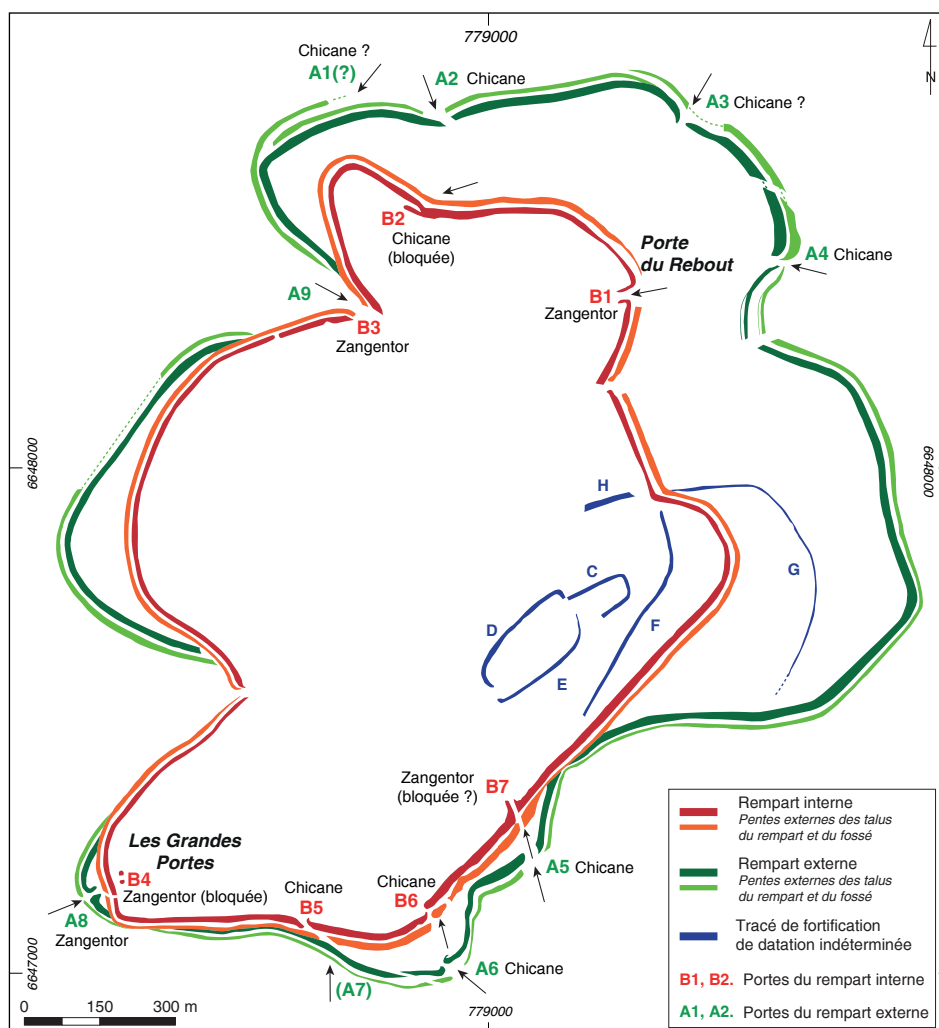 779000
Chicane ?
A1(?)
A2 Chicane
A3 Chicane ?
N
B2
Chicane
(bloquée)
Porte
du Rebout
A4 Chicane
A9
B1
Zangentor
B3
Zangentor
6648000
6648000
H
C
G
D
F
E
Zangentor
(bloquée ?)
B7
Les Grandes
Portes
B4
Zangentor (bloquée)
Chicane
B5
Chicane
B6
A5 Chicane
A8
Zangentor
(A7)
A6 Chicane
6647000
0 150 300 m
779000
Rempart interne
Pentes externes des talus
du rempart et du fossé
Rempart externe
Pentes externes des talus
du rempart et du fossé
Tracé de fortification
de datation indéterminée
B1, B2. Portes du rempart interne
A1, A2. Portes du rempart externe